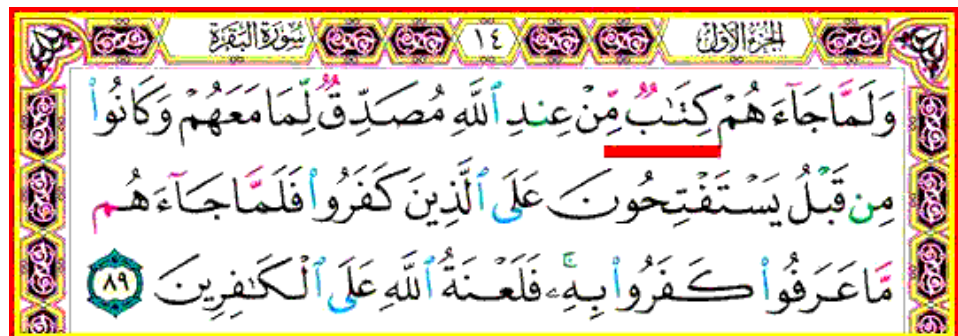 الجزء الأول ١٤ سورة البقرة
وَلَمَّا جَآءَهُمْ كِتَٰبٌ مِّنْ عِندِ ٱللَّهِ مُصَدِّقٌ لِّمَا مَعَهُمْ وَكَانُوا۟
مِن قَبْلُ يَسْتَفْتِحُونَ عَلَى ٱلَّذِينَ كَفَرُوا۟ فَلَمَّا جَآءَهُم
مَّا عَرَفُوا۟ كَفَرُوا۟ بِهِۦ ۚ فَلَعْنَةُ ٱللَّهِ عَلَى ٱلْكَٰفِرِينَ ٨٩